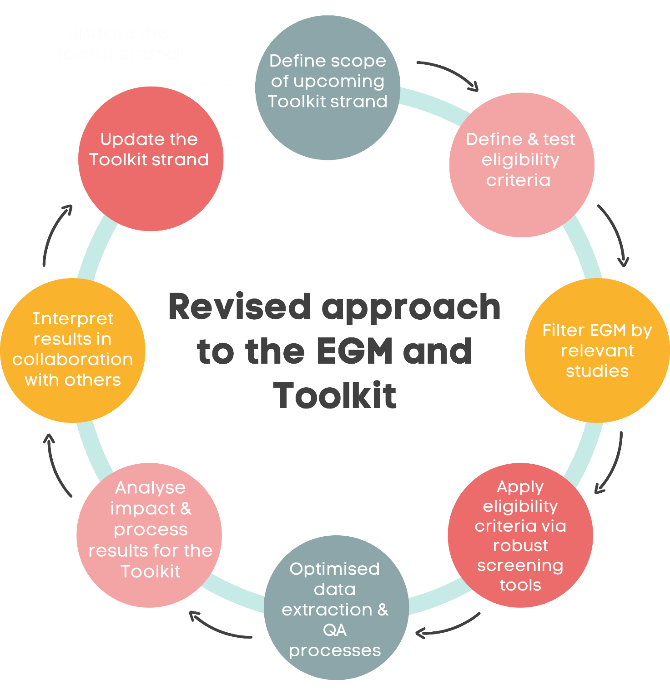 Define scope
of upcoming
Toolkit strand
Define & test
eligibility
criteria
Filter EGM by
relevant
studies
Apply
eligibility
criteria via
robust
screening
tools
Optimised
data
extraction &
QA
processes
Analyse
impact &
process
results for the
Toolkit
Interpret
results in
collaboration
with others
Update the
Toolkit strand
Revised approach
to the EGM and
Toolkit